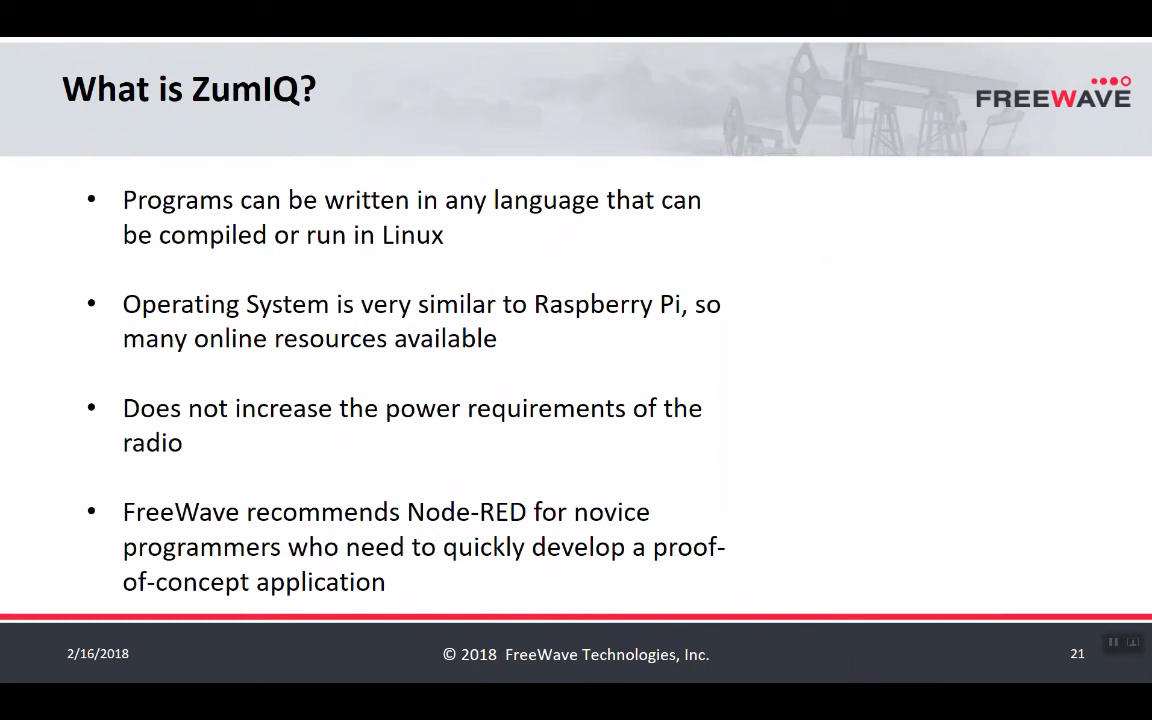 What is ZumIQ?
FREEWAVE
• Programs can be written in any language that can
be compiled or run in Linux
• Operating System is very similar to Raspberry Pi, so
many online resources available
• Does not increase the power requirements of the
radio
• FreeWave recommends Node-RED for novice
programmers who need to quickly develop a proof-
of-concept application
2/16/2018
© 2018 FreeWave Technologies, Inc.
21